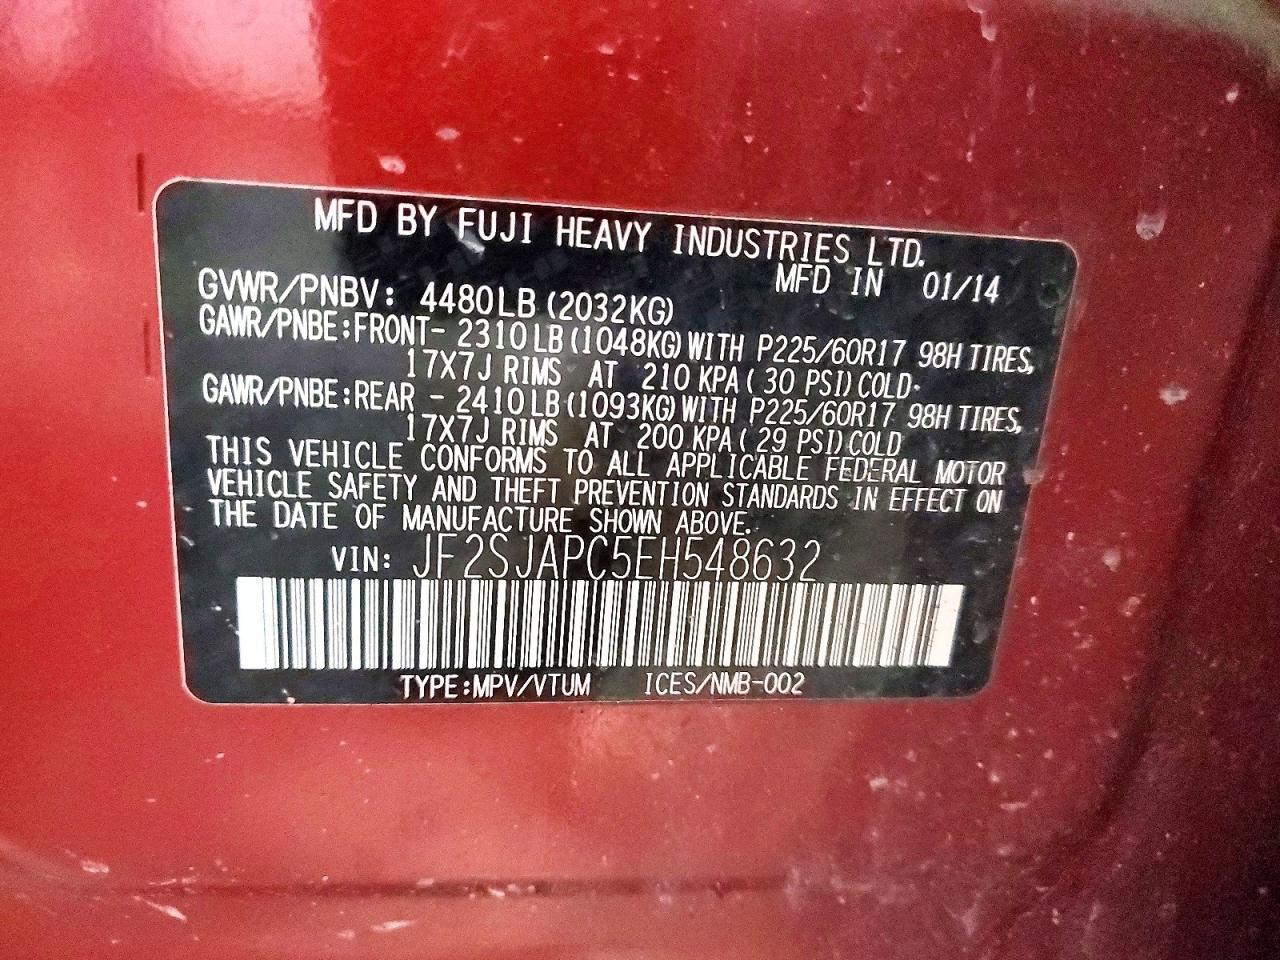 MFD BY FUJI HEAVY INDUSTRIES LTD.
MFD IN 01/14
GVWR/PNBV: 4480LB (2032KG)
GAWR/PNBE:FRONT- 2310LB(1048KG)WITH P225/60R17 98H TIRES,
17X7J RIMS AT 210 KPA( 30 PSI)COLD.
GAWR/PNBE:REAR - 2410LB(1093KG)WITH P225/60R17 98H TIRES,
17X7J RIMS AT 200 KPA( 29 PSI)COLD
THIS VEHICLE CONFORMS TO ALL APPLICABLE FEDERAL MOTOR
VEHICLE SAFETY AND THEFT PREVENTION STANDARDS IN EFFECT ON
THE DATE OF MANUFACTURE SHOWN ABOVE.
VIN: JF2SJAPC5EH548632
TYPE:MPV/VTUM ICES/NMB-002